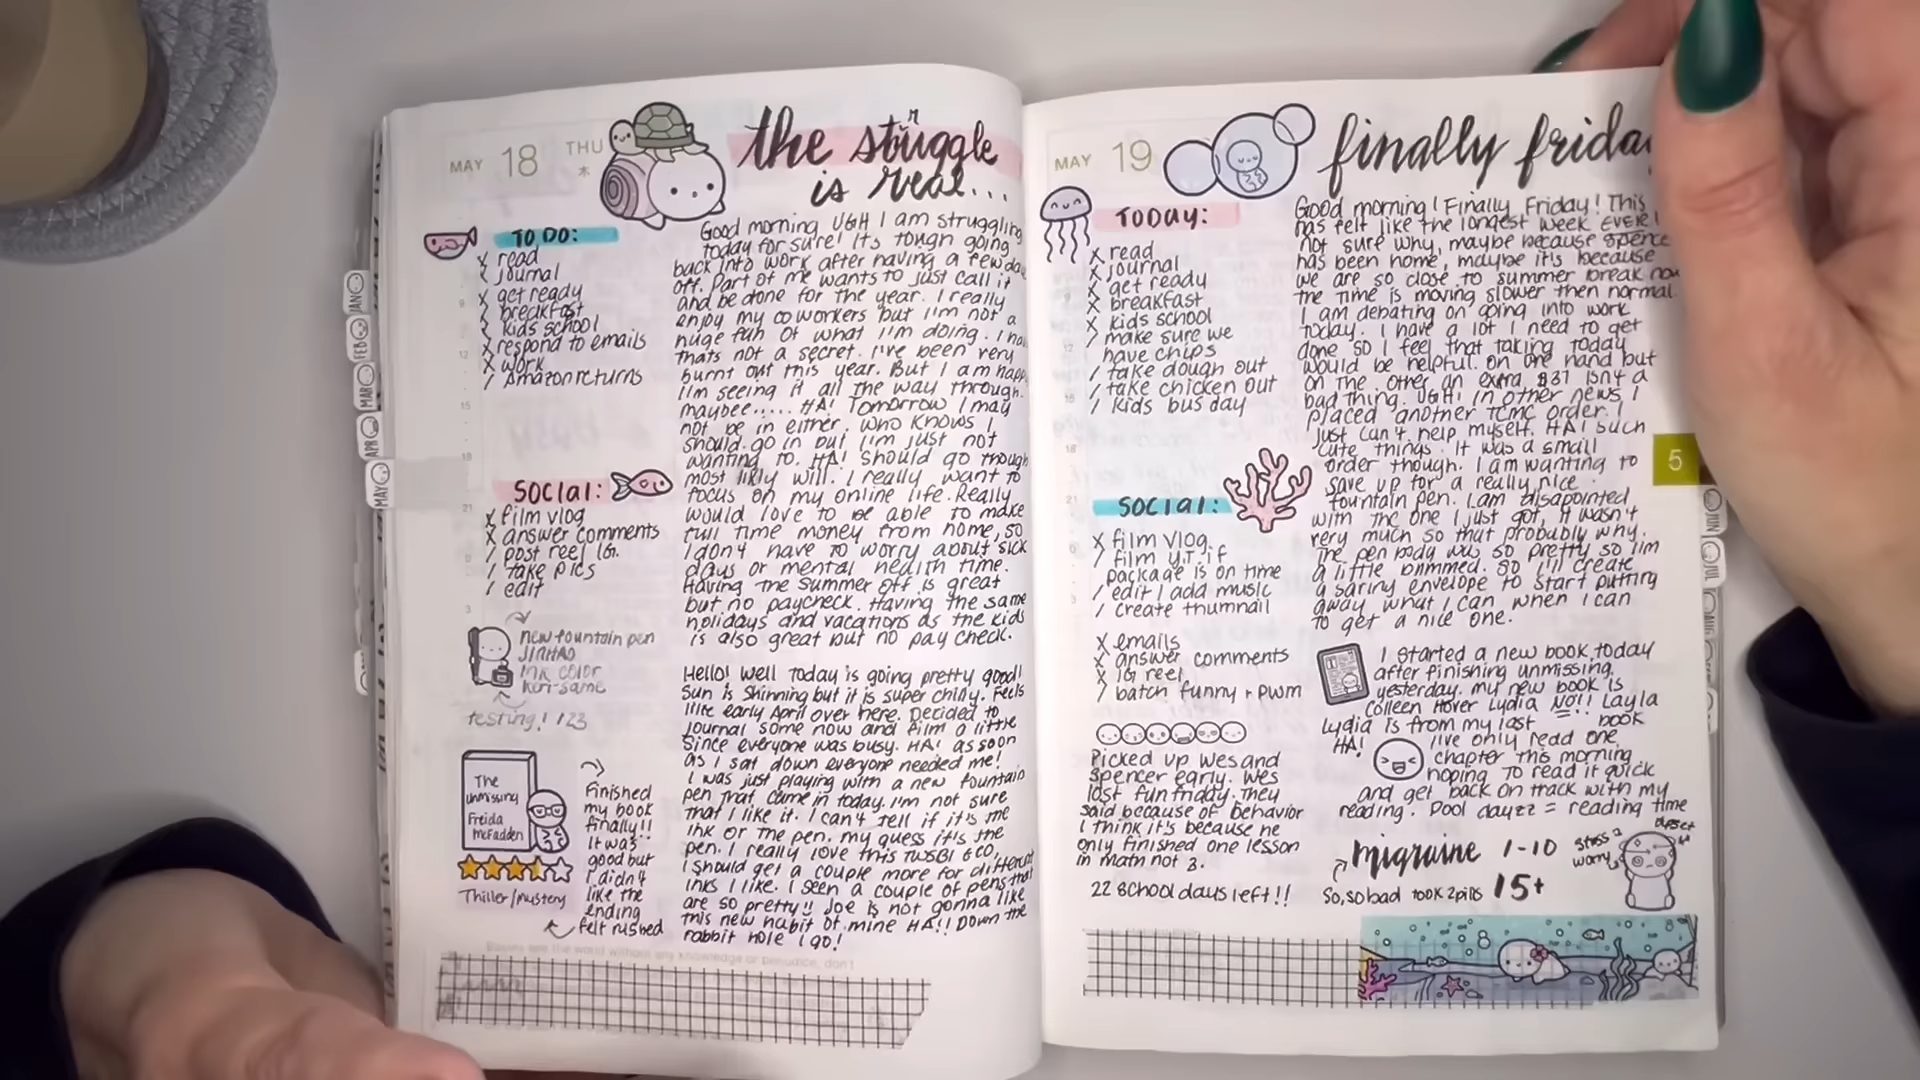 MAY 18 THU
木
the struggle
is real...
TO DO:
x read
journal
x get ready
breakfast
kids school
x respond to emails
x work
/ Amazon returns
SOCIal:
x film vlog
x answer comments
/ post reel IG.
/ take pics
/ edit
new fountain pen
JINHAO
INK COLOR
testing! 123
The
unmissing
Freida
McFadden
Thiller/mystery
Finished
my book
finally!!
It was
good but
I didn't
like the
ending
felt rushed
Good morning UGH I am struggling
today for sure! Its tough going
back into work after having a few
off. Part of me wants to just call it
and be done for the year. I really
enjoy my coworkers but I'm not a
huge fan of what I'm doing.
thats not a secret. I've been very
burnt out this year. But I am
I'm seeing it all the way through.
maybee..... HA! Tomorrow I may
not be in either. Who knows I
should go in but I'm just not
wanting to. HA! Should go though
most likly will. I really want to
focus on my online life. Really
would love to be able to make
full time money from home, so
I don't have to worry about sick
days or mental health time.
Having the summer off is great
but no paycheck. Having the same
holidays and vacations as the kids
is also great but no pay check.
Hello! Well Today is going pretty good!
Sun is shinning but it is super chilly. Feels
like early April over here. Decided to
journal some now and film a little
since everyone was busy. HA! as soon
as I sat down everyone needed me!
I was just playing with a new fountain
pen that came in today. I'm not sure
that I like it. I can't tell if it's the
ink or the pen. my guess it's the
pen. I really love this TWSBI ECO,
I should get a couple more for different
inks I like. I seen a couple of pens that
are so pretty!! Joe is not gonna like
this new habit of mine HA!! Down the
rabbit hole I go!
MAY 19
finally
TODAY:
x read
x journal
x get ready
x breakfast
x kids school
/ make sure we
have chips
/ take dough out
/ take chicken out
/ kids bus day
SOCIAL:
x film vlog
/ film Y.T if
package is on time
/ edit / add music
/ create thumnail
x emails
x answer comments
x IG reel
/ batch funny + pwm
Picked up Wes and
Spencer early. Wes
lost fun friday. They
said because of behavior
I think it's because he
only finished one lesson
in math not 3.
22 school days left!!
Good morning! Finally Friday! This
has felt like the longest week EVER!
not sure why, maybe because spence
has been home, maybe it's because
we are so close to summer break now
the time is moving slower then normal.
I am debating on going into work
today. I have a lot I need to get
done so I feel that taking today
would be helpful on one hand but
on the other an extra $37 isn't a
bad thing. UGH! in other news I
placed another TCMC order. I
just can't help myself. HA! such
cute things. It was a small
order though. I am wanting to
save up for a really nice
fountain pen. I am disapointed
with the one I just got, it wasn't
very much so that probably why.
The pen body was so pretty so I'm
a little bummed. So I'll create
a saving envelope to start putting
away what I can when I can
to get a nice one.
I started a new book today
after finishing unmissing
yesterday. my new book is
Colleen Hover Lydia NO!! Layla
Lydia is from my last book
HA! I've only read one
chapter this morning
hoping to read it quick
and get back on track with my
reading. Pool dayzz = reading time
migraine 1-10
So, so bad took 2 pills 15+
stress
worry
JAN
FEB
MAR
APR
MAY
5
JUN
JUL
AUG